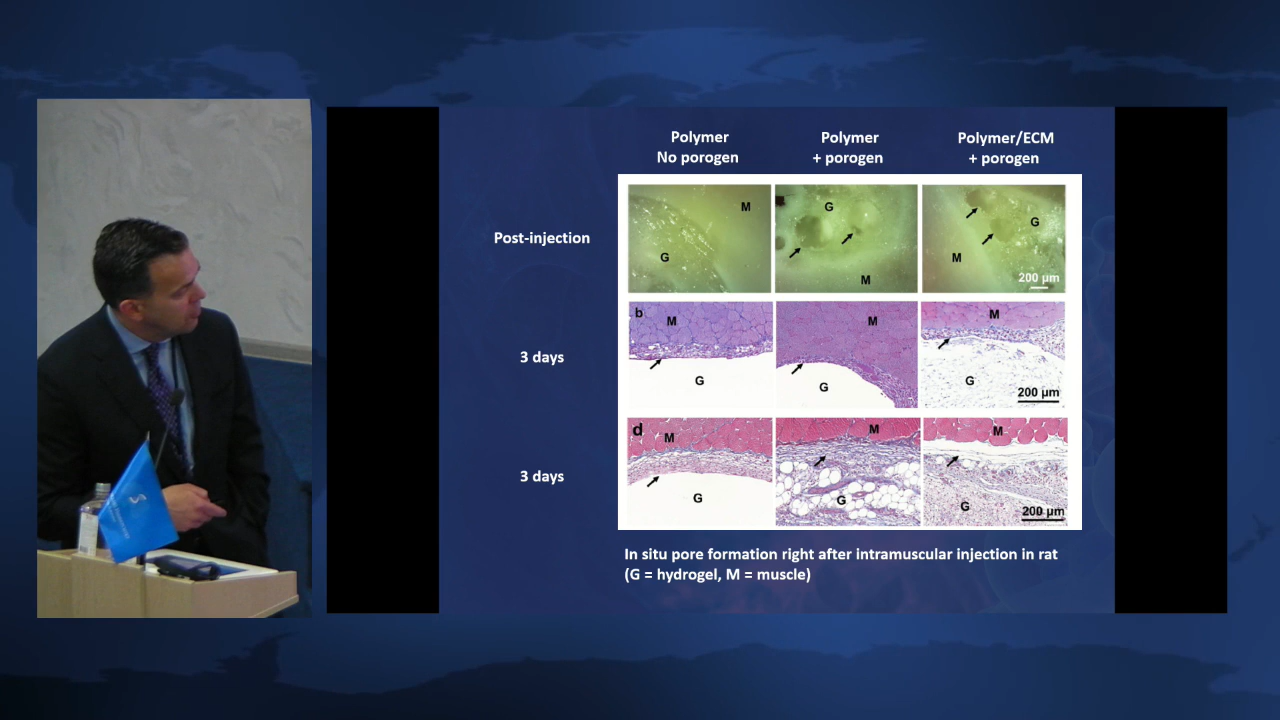 Polymer
No porogen
Polymer
+ porogen
Polymer/ECM
+ porogen
Post-injection
M
G
G
M
G
M
200 µm
3 days
b
M
G
M
G
M
G
200 µm
3 days
d
M
G
M
G
M
G
200 µm
In situ pore formation right after intramuscular injection in rat
(G = hydrogel, M = muscle)